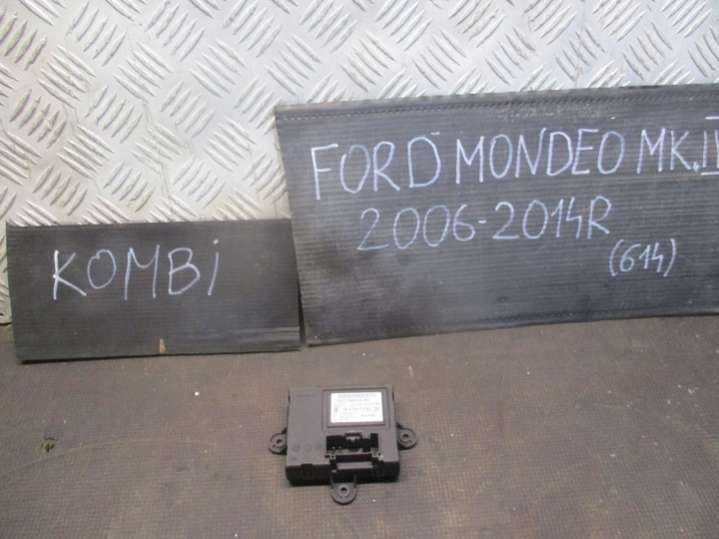 KOMBi
FORD MONDEO MK.IV
2006-2014R
(614)